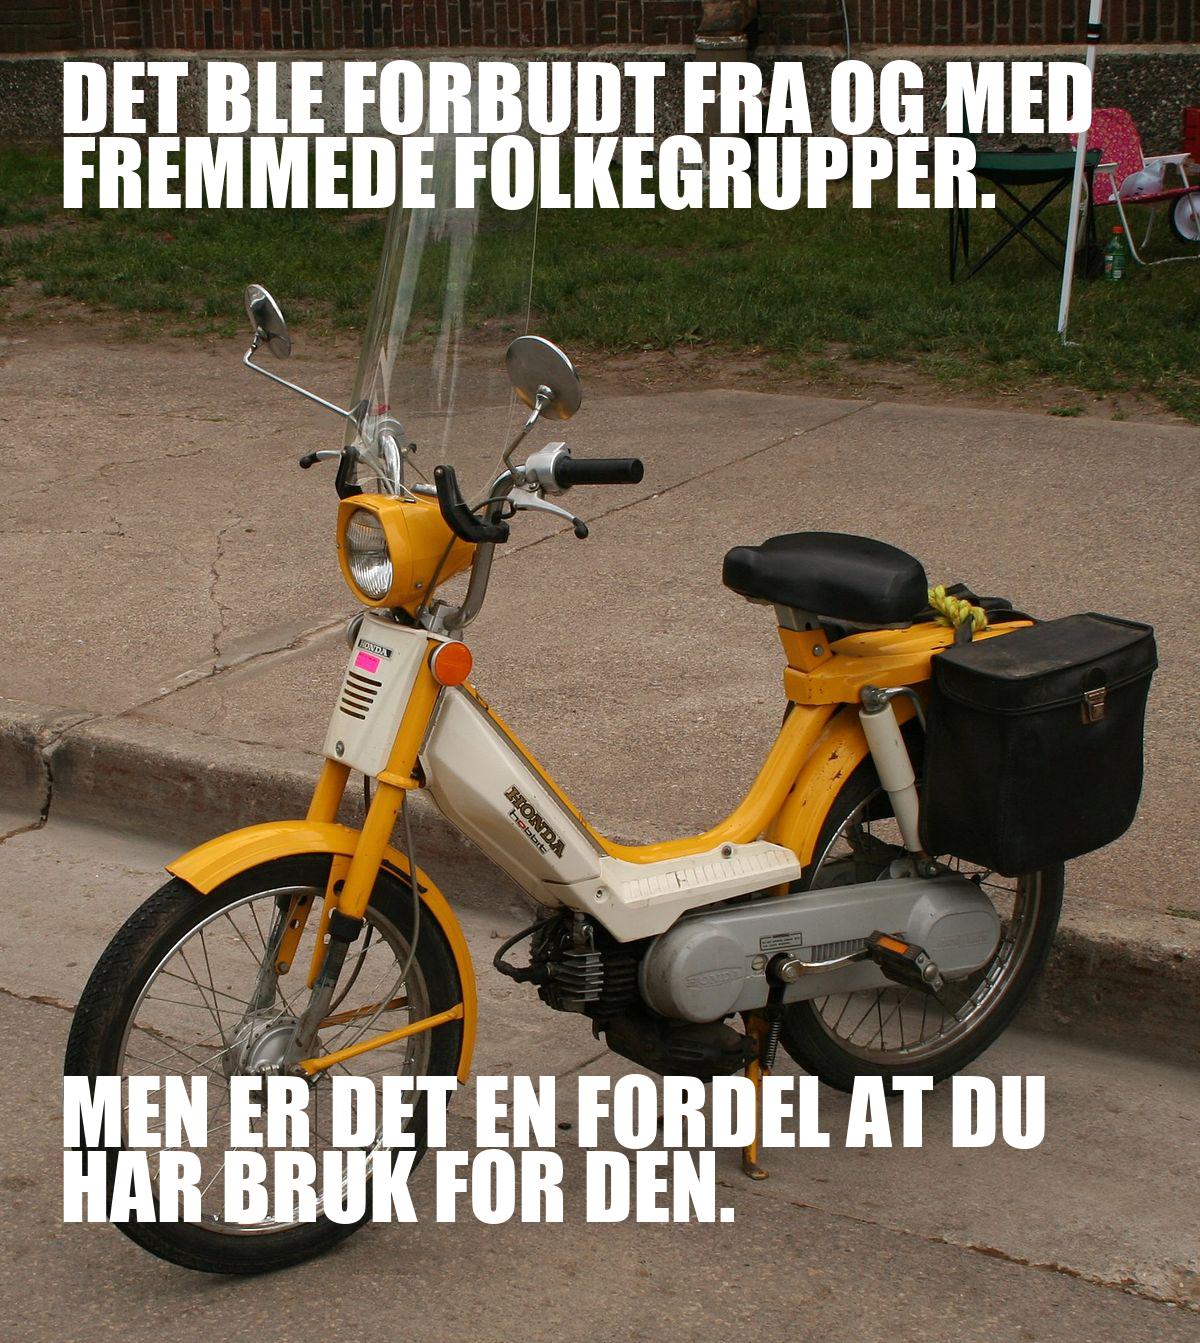 DET BLE FORBUDT FRA OG MED
FREMMEDE FOLKEGRUPPER.
HONDA
HONDA
hobbit
HONDA
MEN ER DET EN FORDEL AT DU
HAR BRUK FOR DEN.